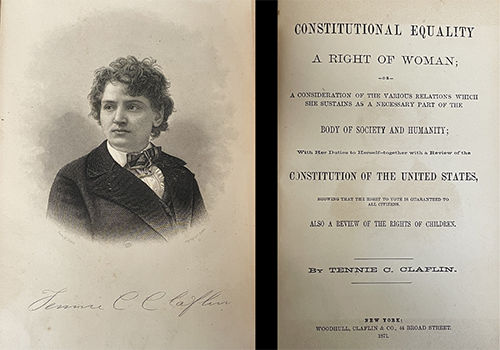 Tennie C. Claflin
CONSTITUTIONAL EQUALITY
A RIGHT OF WOMAN;
—OR—
A CONSIDERATION OF THE VARIOUS RELATIONS WHICH
SHE SUSTAINS AS A NECESSARY PART OF THE
BODY OF SOCIETY AND HUMANITY;
With Her Duties to Herself—together with a Review of the
CONSTITUTION OF THE UNITED STATES,
SHOWING THAT THE RIGHT TO VOTE IS GUARANTEED TO
ALL CITIZENS.
ALSO A REVIEW OF THE RIGHTS OF CHILDREN.
By TENNIE C. CLAFLIN.
NEW YORK:
WOODHULL, CLAFLIN & CO., 44 BROAD STREET.
1871.